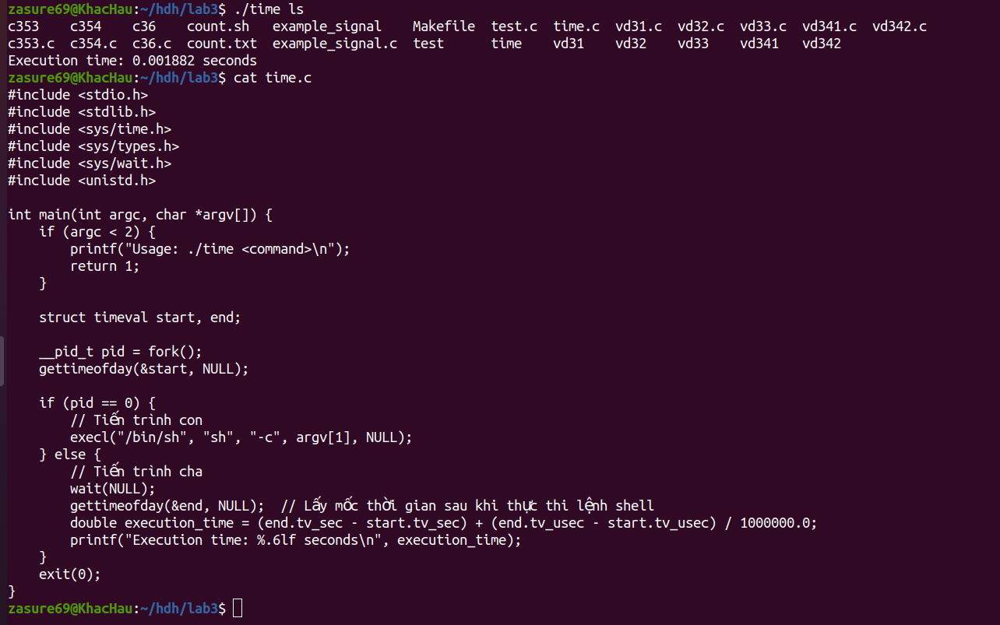 zasure69@KhacHau:~/hdh/lab3$ ./time ls
c353    c354    c36    count.sh   example_signal    Makefile  test.c  time.c  vd31.c  vd32.c  vd33.c  vd341.c  vd342.c
c353.c  c354.c  c36.c  count.txt  example_signal.c  test      time    vd31    vd32    vd33    vd341   vd342
Execution time: 0.001882 seconds
zasure69@KhacHau:~/hdh/lab3$ cat time.c
#include <stdio.h>
#include <stdlib.h>
#include <sys/time.h>
#include <sys/types.h>
#include <sys/wait.h>
#include <unistd.h>

int main(int argc, char *argv[]) {
    if (argc < 2) {
        printf("Usage: ./time <command>\n");
        return 1;
    }

    struct timeval start, end;

    __pid_t pid = fork();
    gettimeofday(&start, NULL);

    if (pid == 0) {
        // Tiến trình con
        execl("/bin/sh", "sh", "-c", argv[1], NULL);
    } else {
        // Tiến trình cha
        wait(NULL);
        gettimeofday(&end, NULL);  // Lấy mốc thời gian sau khi thực thi lệnh shell
        double execution_time = (end.tv_sec - start.tv_sec) + (end.tv_usec - start.tv_usec) / 1000000.0;
        printf("Execution time: %.6lf seconds\n", execution_time);
    }
    exit(0);
}
zasure69@KhacHau:~/hdh/lab3$